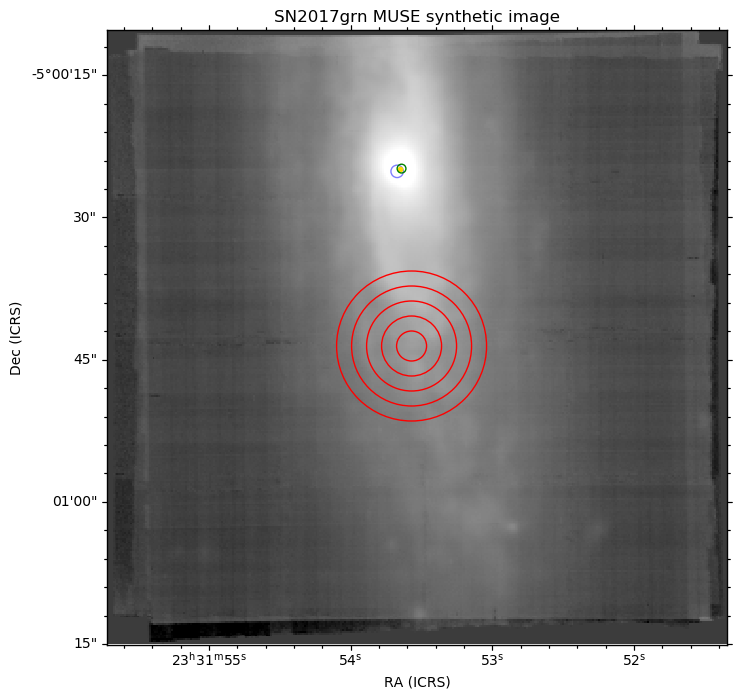 SN2017grn MUSE synthetic image
-5°00'15"
30"
45"
01'00"
15"
Dec (ICRS)
23ʰ31ᵐ55ˢ
54ˢ
53ˢ
52ˢ
RA (ICRS)